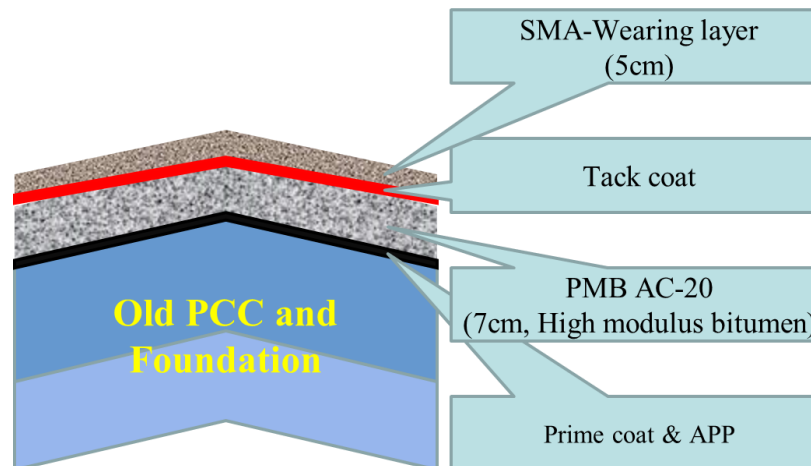 SMA-Wearing layer
(5cm)
Tack coat
PMB AC-20
(7cm, High modulus bitumen)
Old PCC and
Foundation
Prime coat & APP